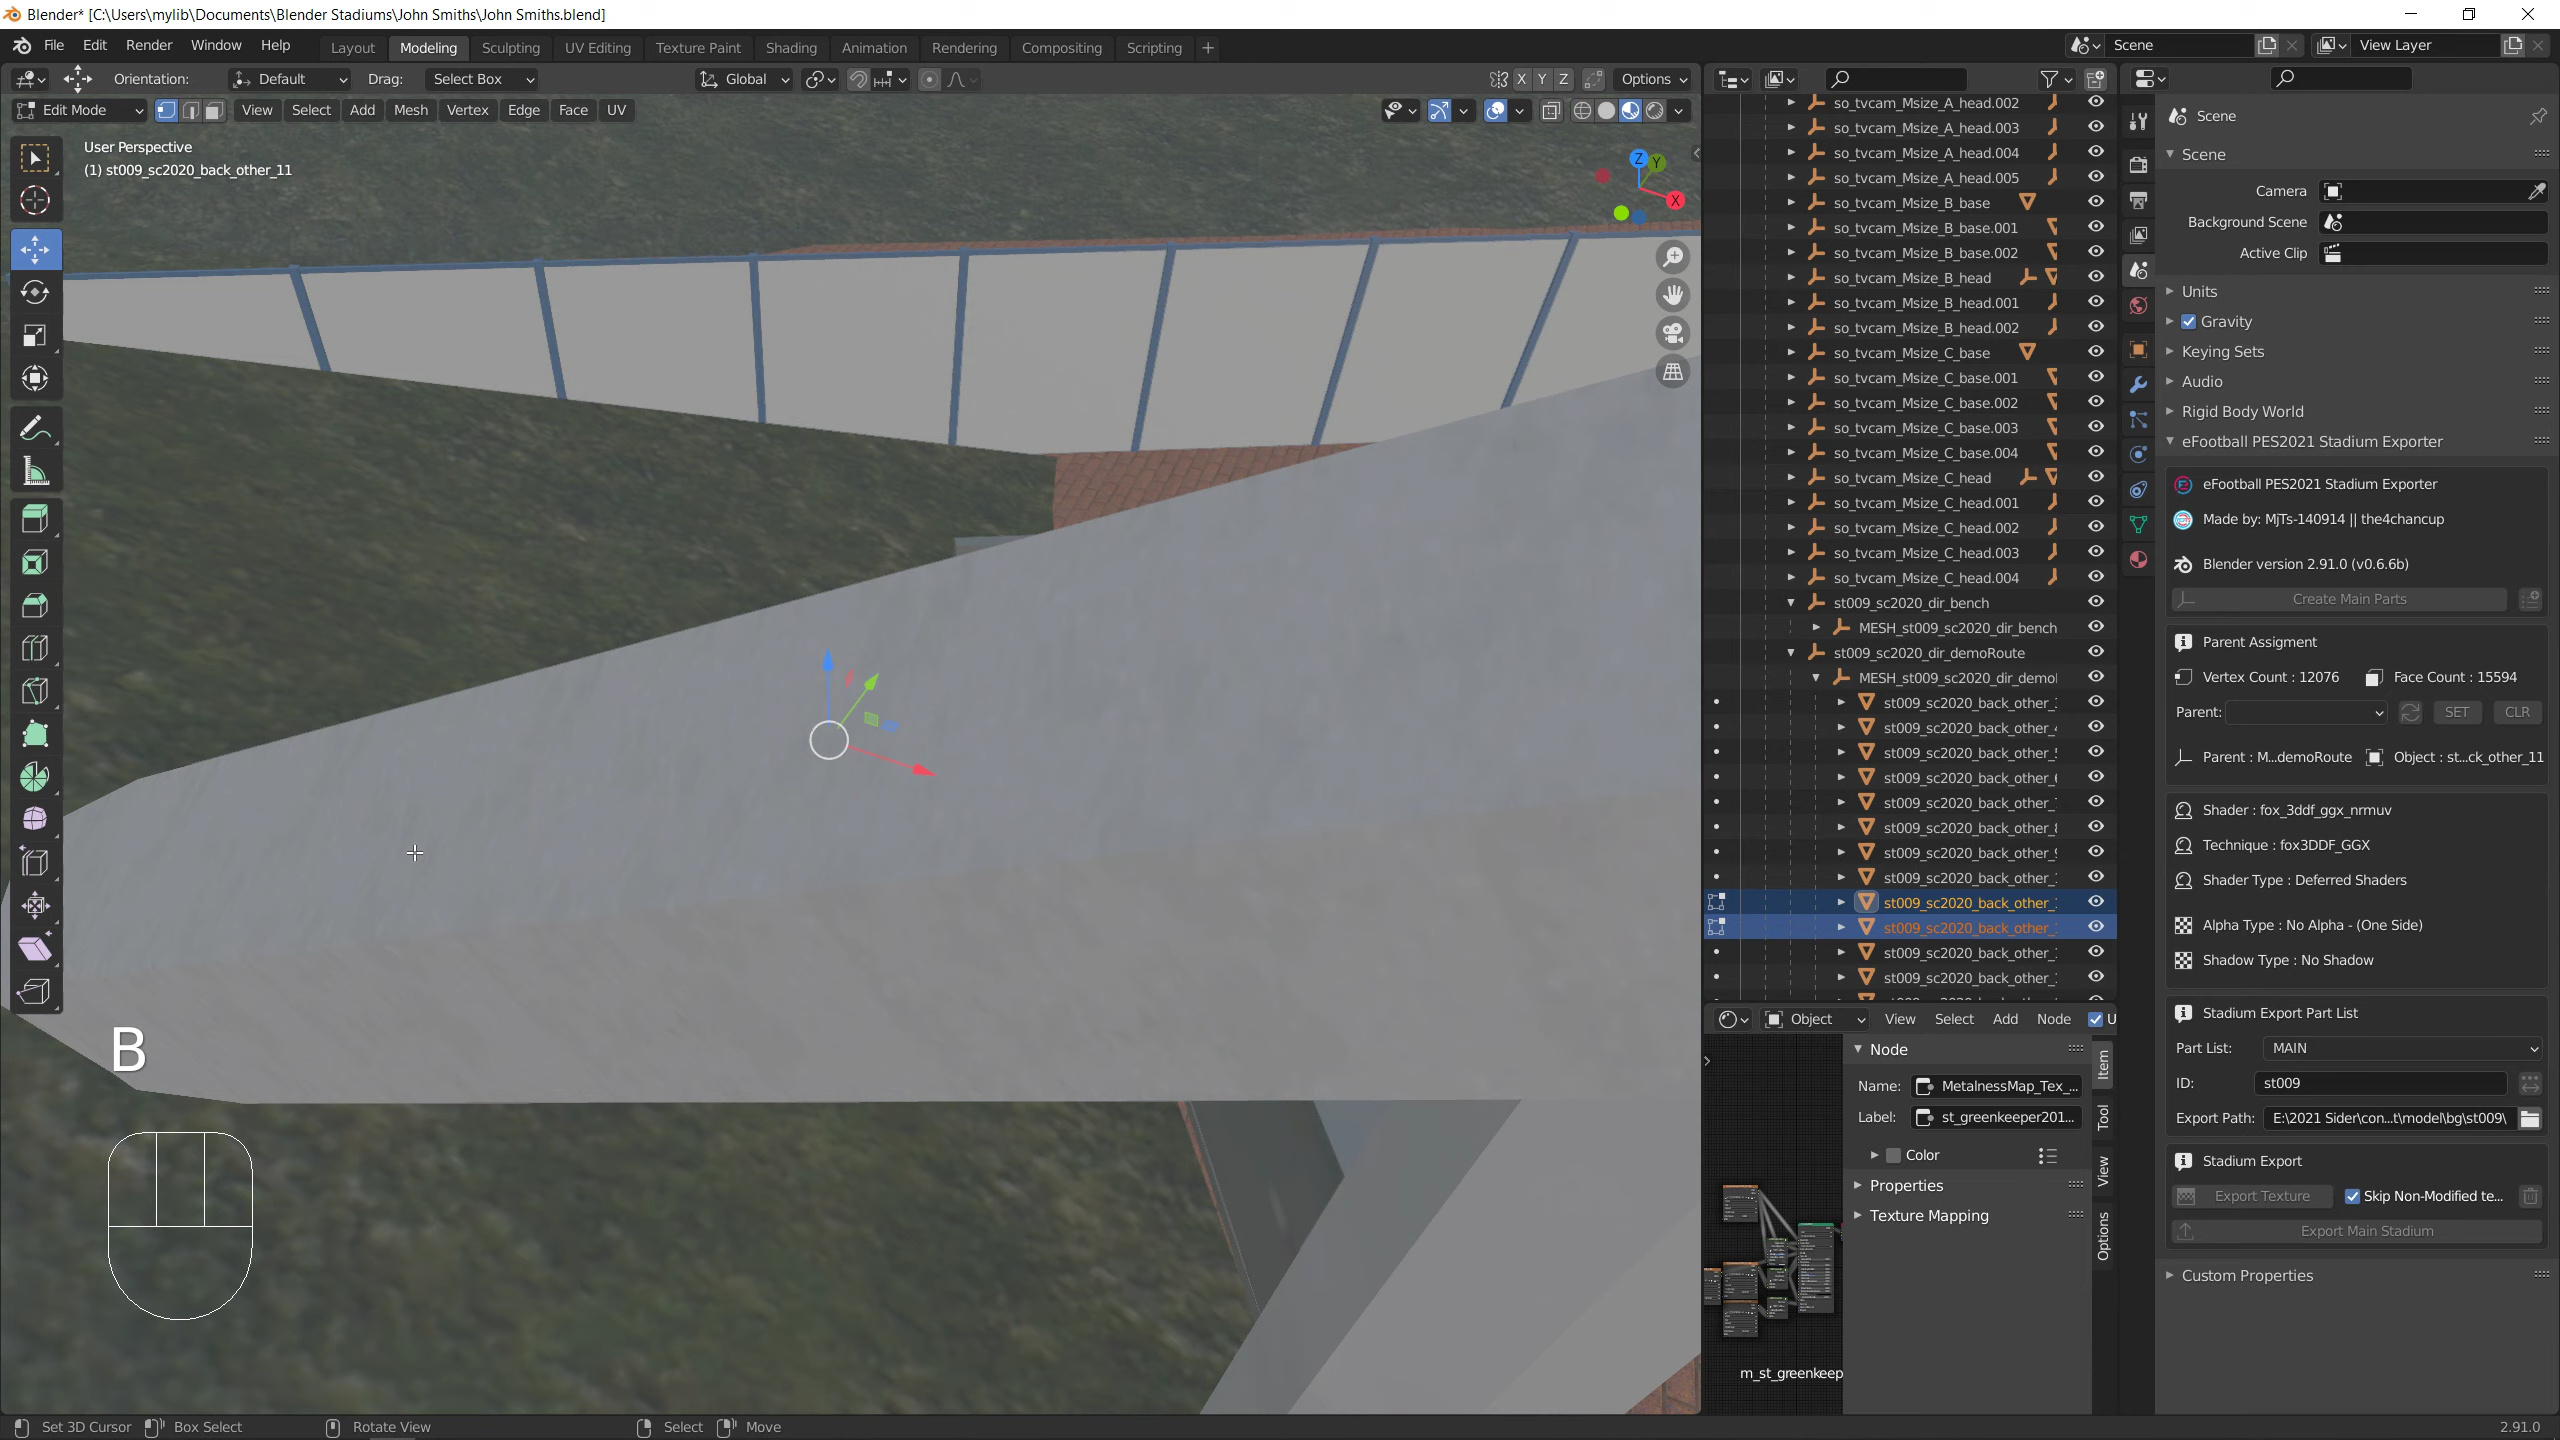 Blender* [C:\Users\mylib\Documents\Blender Stadiums\John Smiths\John Smiths.blend]
File Edit Render Window Help Layout Modeling Sculpting UV Editing Texture Paint Shading Animation Rendering Compositing Scripting + Scene View Layer
Orientation: Default Drag: Select Box Global X Y Z Options
Edit Mode View Select Add Mesh Vertex Edge Face UV
User Perspective
(1) st009_sc2020_back_other_11
Z Y X
B
so_tvcam_Msize_A_head.002
so_tvcam_Msize_A_head.003
so_tvcam_Msize_A_head.004
so_tvcam_Msize_A_head.005
so_tvcam_Msize_B_base
so_tvcam_Msize_B_base.001
so_tvcam_Msize_B_base.002
so_tvcam_Msize_B_head
so_tvcam_Msize_B_head.001
so_tvcam_Msize_B_head.002
so_tvcam_Msize_C_base
so_tvcam_Msize_C_base.001
so_tvcam_Msize_C_base.002
so_tvcam_Msize_C_base.003
so_tvcam_Msize_C_base.004
so_tvcam_Msize_C_head
so_tvcam_Msize_C_head.001
so_tvcam_Msize_C_head.002
so_tvcam_Msize_C_head.003
so_tvcam_Msize_C_head.004
st009_sc2020_dir_bench
MESH_st009_sc2020_dir_bench
st009_sc2020_dir_demoRoute
MESH_st009_sc2020_dir_demo
st009_sc2020_back_other_
st009_sc2020_back_other_
st009_sc2020_back_other_
st009_sc2020_back_other_
st009_sc2020_back_other_
st009_sc2020_back_other_
st009_sc2020_back_other_
st009_sc2020_back_other_
st009_sc2020_back_other_
st009_sc2020_back_other_
st009_sc2020_back_other_
st009_sc2020_back_other_
Object View Select Add Node U
Node
Name: MetalnessMap_Tex_...
Label: st_greenkeeper201...
Color
Properties
Texture Mapping
Item
Tool
View
Options
m_st_greenkeep
Scene
Scene
Camera
Background Scene
Active Clip
Units
Gravity
Keying Sets
Audio
Rigid Body World
eFootball PES2021 Stadium Exporter
eFootball PES2021 Stadium Exporter
Made by: MjTs-140914 || the4chancup
Blender version 2.91.0 (v0.6.6b)
Create Main Parts
Parent Assigment
Vertex Count : 12076 Face Count : 15594
Parent: SET CLR
Parent : M...demoRoute Object : st...ck_other_11
Shader : fox_3ddf_ggx_nrmuv
Technique : fox3DDF_GGX
Shader Type : Deferred Shaders
Alpha Type : No Alpha - (One Side)
Shadow Type : No Shadow
Stadium Export Part List
Part List: MAIN
ID: st009
Export Path: E:\2021 Sider\con...t\model\bg\st009\
Stadium Export
Export Texture Skip Non-Modified te...
Export Main Stadium
Custom Properties
Set 3D Cursor Box Select Rotate View Select Move 2.91.0